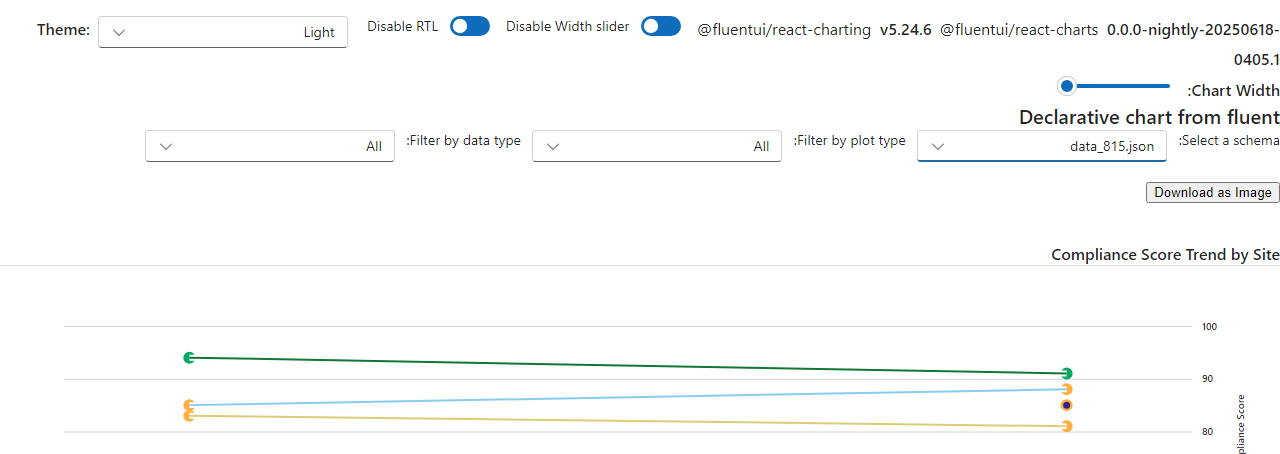 Theme: Light Disable RTL Disable Width slider @fluentui/react-charting v5.24.6 @fluentui/react-charts 0.0.0-nightly-20250618-
0405.1
:Chart Width
Declarative chart from fluent
All :Filter by data type All :Filter by plot type data_815.json :Select a schema
Download as Image
Compliance Score Trend by Site
100
90
80
Score